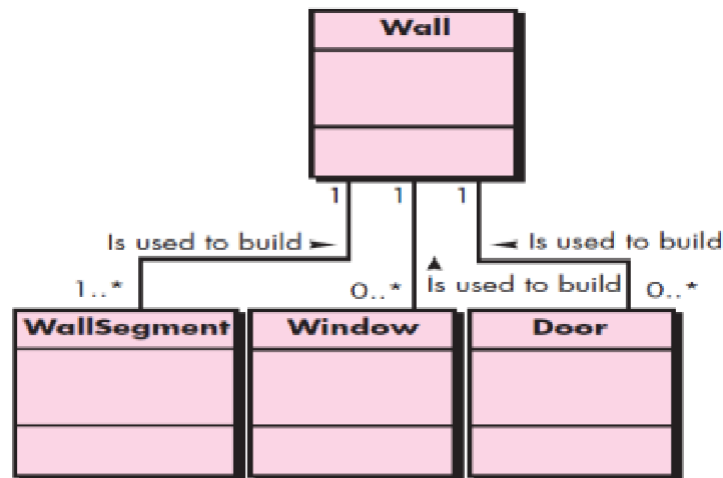 Wall
1 1 1
Is used to build ► ◄ Is used to build
▲
1..* 0..* Is used to build 0..*
WallSegment Window Door